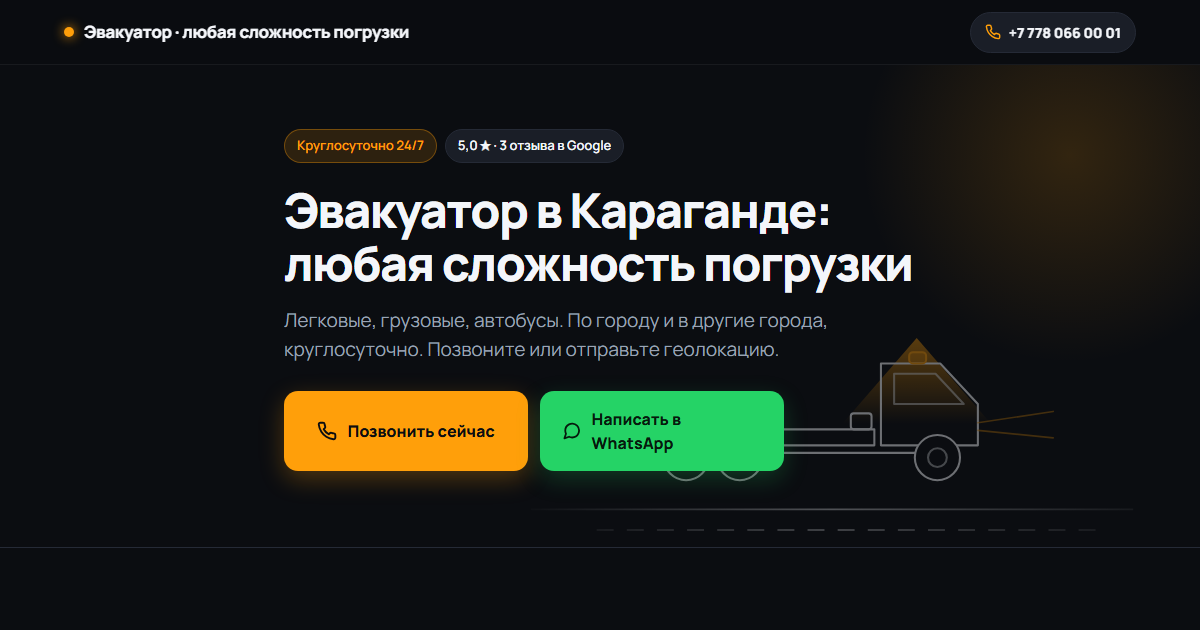 Эвакуатор · любая сложность погрузки
+7 778 066 00 01
Круглосуточно 24/7
5,0 ★ · 3 отзыва в Google
Эвакуатор в Караганде:
любая сложность погрузки
Легковые, грузовые, автобусы. По городу и в другие города,
круглосуточно. Позвоните или отправьте геолокацию.
Позвонить сейчас
Написать в
WhatsApp